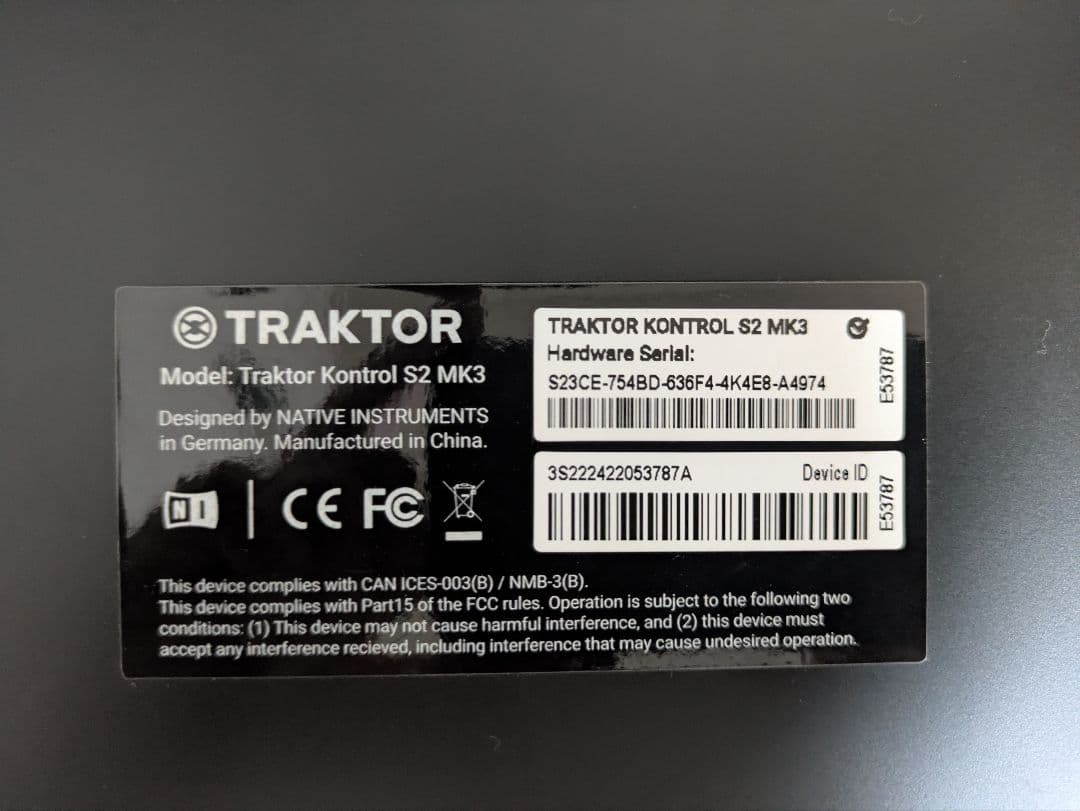 TRAKTOR
Model: Traktor Kontrol S2 MK3
Designed by NATIVE INSTRUMENTS
in Germany. Manufactured in China.
NI
CE FC
TRAKTOR KONTROL S2 MK3
Hardware Serial:
S23CE-754BD-636F4-4K4E8-A4974
E53787
3S222422053787A Device ID
E53787
This device complies with CAN ICES-003(B) / NMB-3(B).
This device complies with Part15 of the FCC rules. Operation is subject to the following two
conditions: (1) This device may not cause harmful interference, and (2) this device must
accept any interference recieved, including interference that may cause undesired operation.